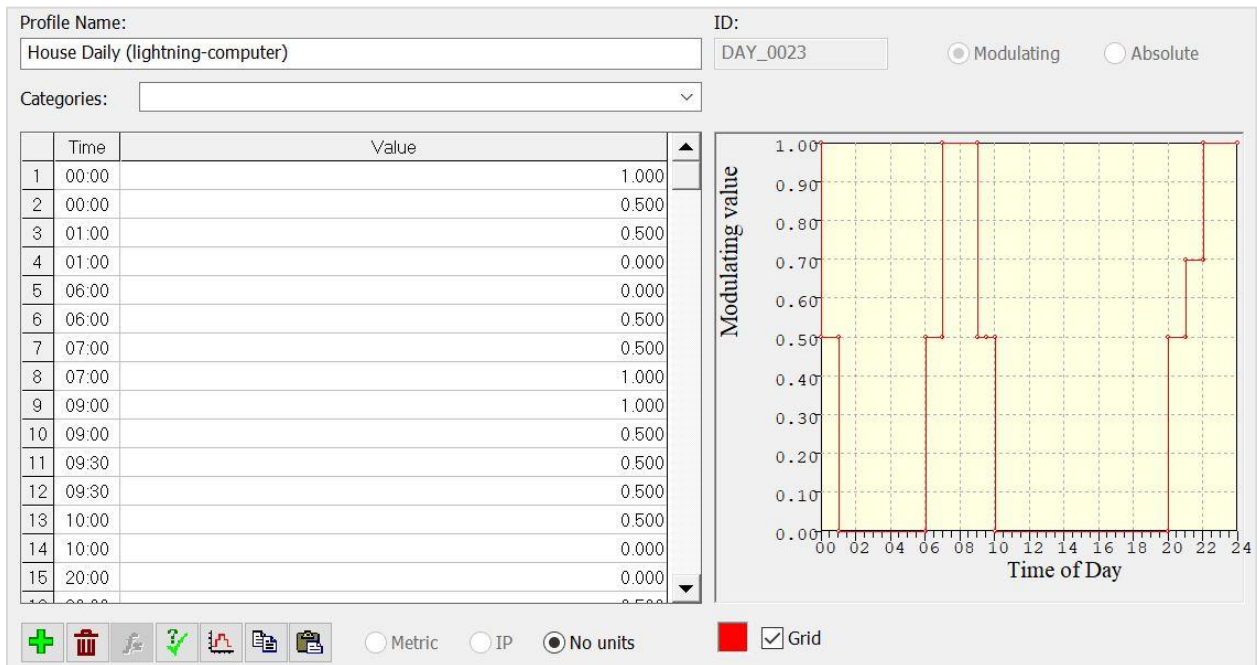 Profile Name:
House Daily (lightning-computer)
ID:
DAY_0023
Modulating
Absolute
Categories:
Time Value
1 00:00 1.000
2 00:00 0.500
3 01:00 0.500
4 01:00 0.000
5 06:00 0.000
6 06:00 0.500
7 07:00 0.500
8 07:00 1.000
9 09:00 1.000
10 09:00 0.500
11 09:30 0.500
12 09:30 0.500
13 10:00 0.500
14 10:00 0.000
15 20:00 0.000
Modulating value
1.00
0.90
0.80
0.70
0.60
0.50
0.40
0.30
0.20
0.10
0.00
00 02 04 06 08 10 12 14 16 18 20 22 24
Time of Day
Metric
IP
No units
Grid